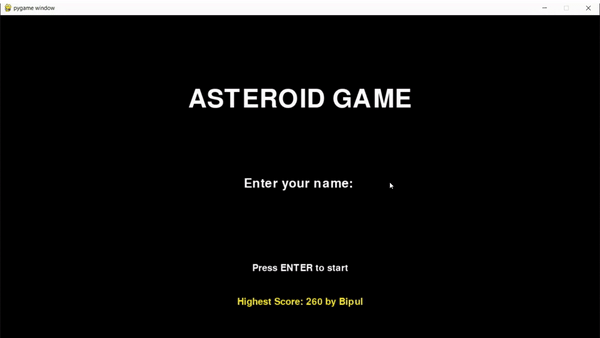 pygame window
ASTEROID GAME
Enter your name:
Press ENTER to start
Highest Score: 260 by Bipul